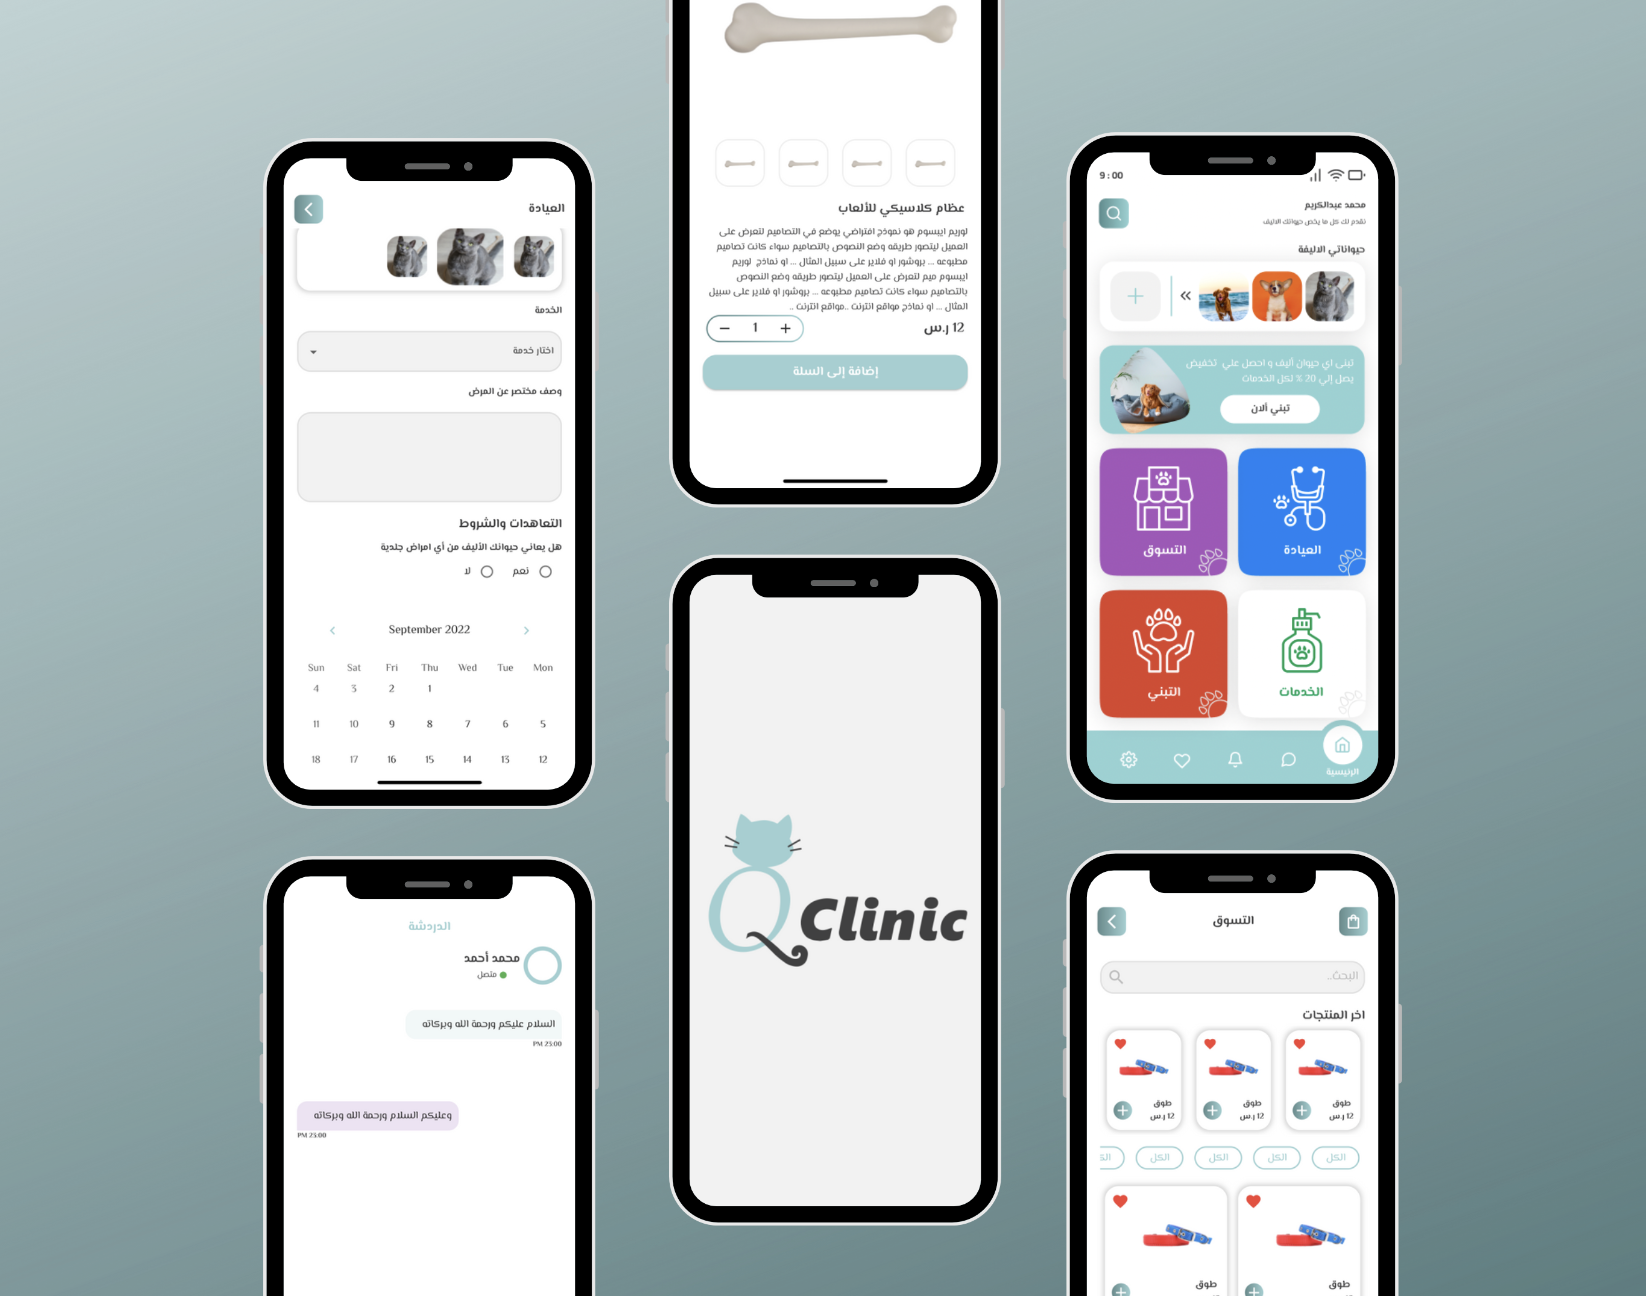 العيادة
الخدمة
اختار خدمة
وصف مختصر عن المرض
التعاهدات والشروط
هل يعاني حيوانك الأليف من أي امراض جلدية
نعم
لا
September 2022
Sun Sat Fri Thu Wed Tue Mon
4 3 2 1
11 10 9 8 7 6 5
18 17 16 15 14 13 12
الدردشة
محمد أحمد
متصل
السلام عليكم ورحمة الله وبركاته
PM 23:00
وعليكم السلام ورحمة الله وبركاته
PM 23:00
عظام كلاسيكي للألعاب
لوريم ايبسوم هو نموذج افتراضي يوضع في التصاميم لتعرض على
العميل ليتصور طريقه وضع النصوص بالتصاميم سواء كانت تصاميم
مطبوعه ... بروشور او فلاير على سبيل المثال ... او نماذج لوريم
ايبسوم ميم لتعرض على العميل ليتصور طريقه وضع النصوص
بالتصاميم سواء كانت تصاميم مطبوعه ... بروشور او فلاير على سبيل
المثال ... او نماذج مواقع انترنت ..مواقع انترنت ..
12 ر.س
1
إضافة إلى السلة
Q Clinic
9:00
محمد عبدالكريم
نقدم لك كل ما يخص حيوانك الاليف
حيواناتي الاليفة
تبنى اي حيوان أليف و احصل علي تخفيض
يصل إلي 20 % لكل الخدمات
تبني ألان
العيادة
التسوق
الخدمات
التبني
الرئيسية
التسوق
البحث..
اخر المنتجات
طوق
12 ر.س
طوق
12 ر.س
طوق
12 ر.س
الكل
الكل
الكل
الكل
طوق
طوق